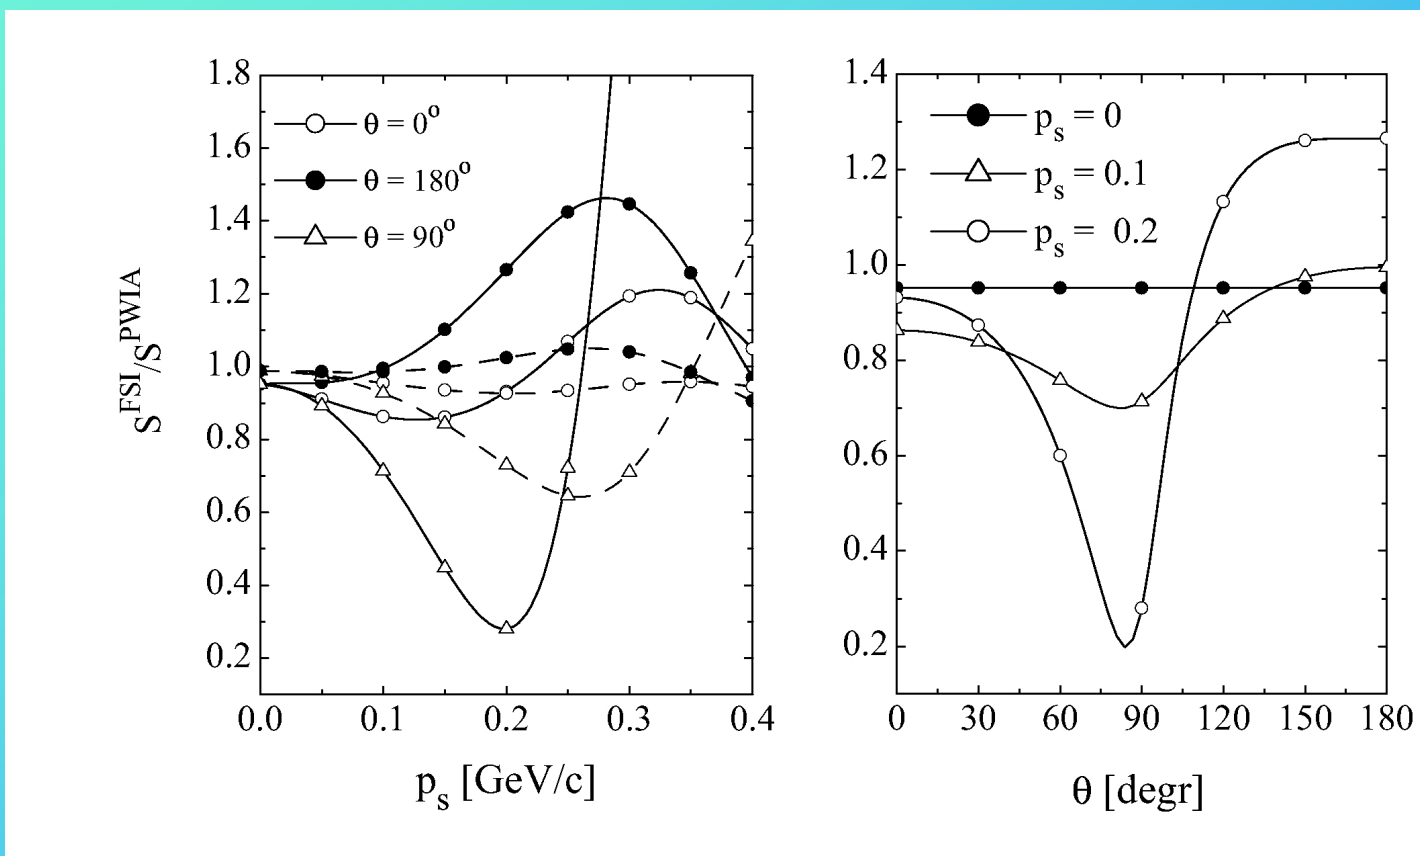 S^FSI/S^PWIA
1.8
1.6
1.4
1.2
1.0
0.8
0.6
0.4
0.2
θ = 0°
θ = 180°
θ = 90°
0.0 0.1 0.2 0.3 0.4
p_s [GeV/c]
1.4
1.2
1.0
0.8
0.6
0.4
0.2
p_s = 0
p_s = 0.1
p_s = 0.2
0 30 60 90 120 150 180
θ [degr]